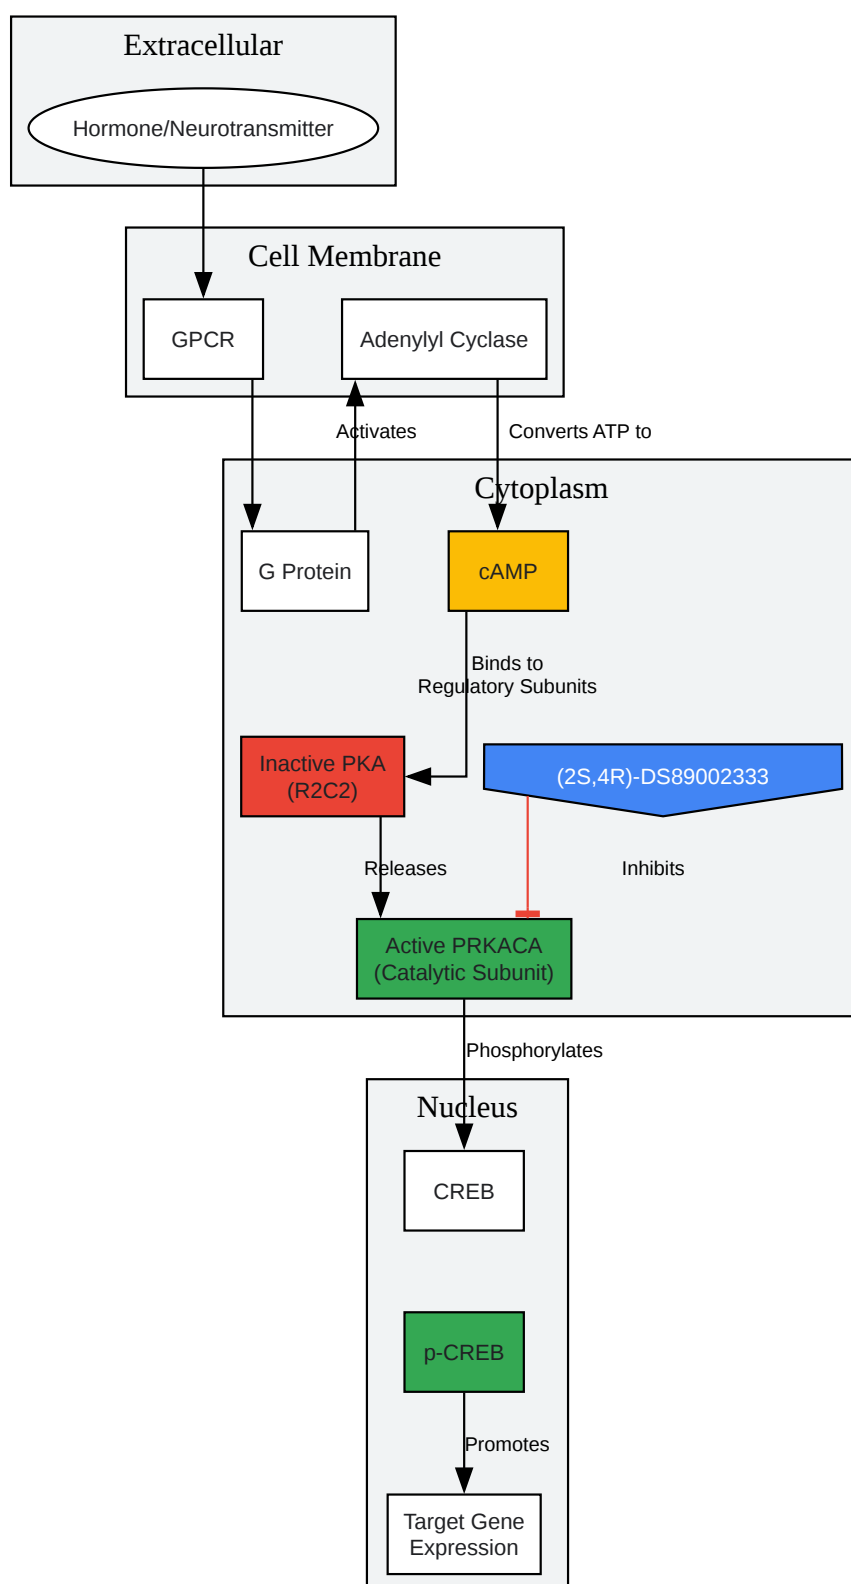 Extracellular
Hormone/Neurotransmitter
Cell Membrane
GPCR
Adenylyl Cyclase
Activates
Converts ATP to
Cytoplasm
G Protein
cAMP
Binds to
Regulatory Subunits
Inactive PKA
(R2C2)
(2S,4R)-DS89002333
Releases
Inhibits
Active PRKACA
(Catalytic Subunit)
Phosphorylates
Nucleus
CREB
p-CREB
Promotes
Target Gene
Expression